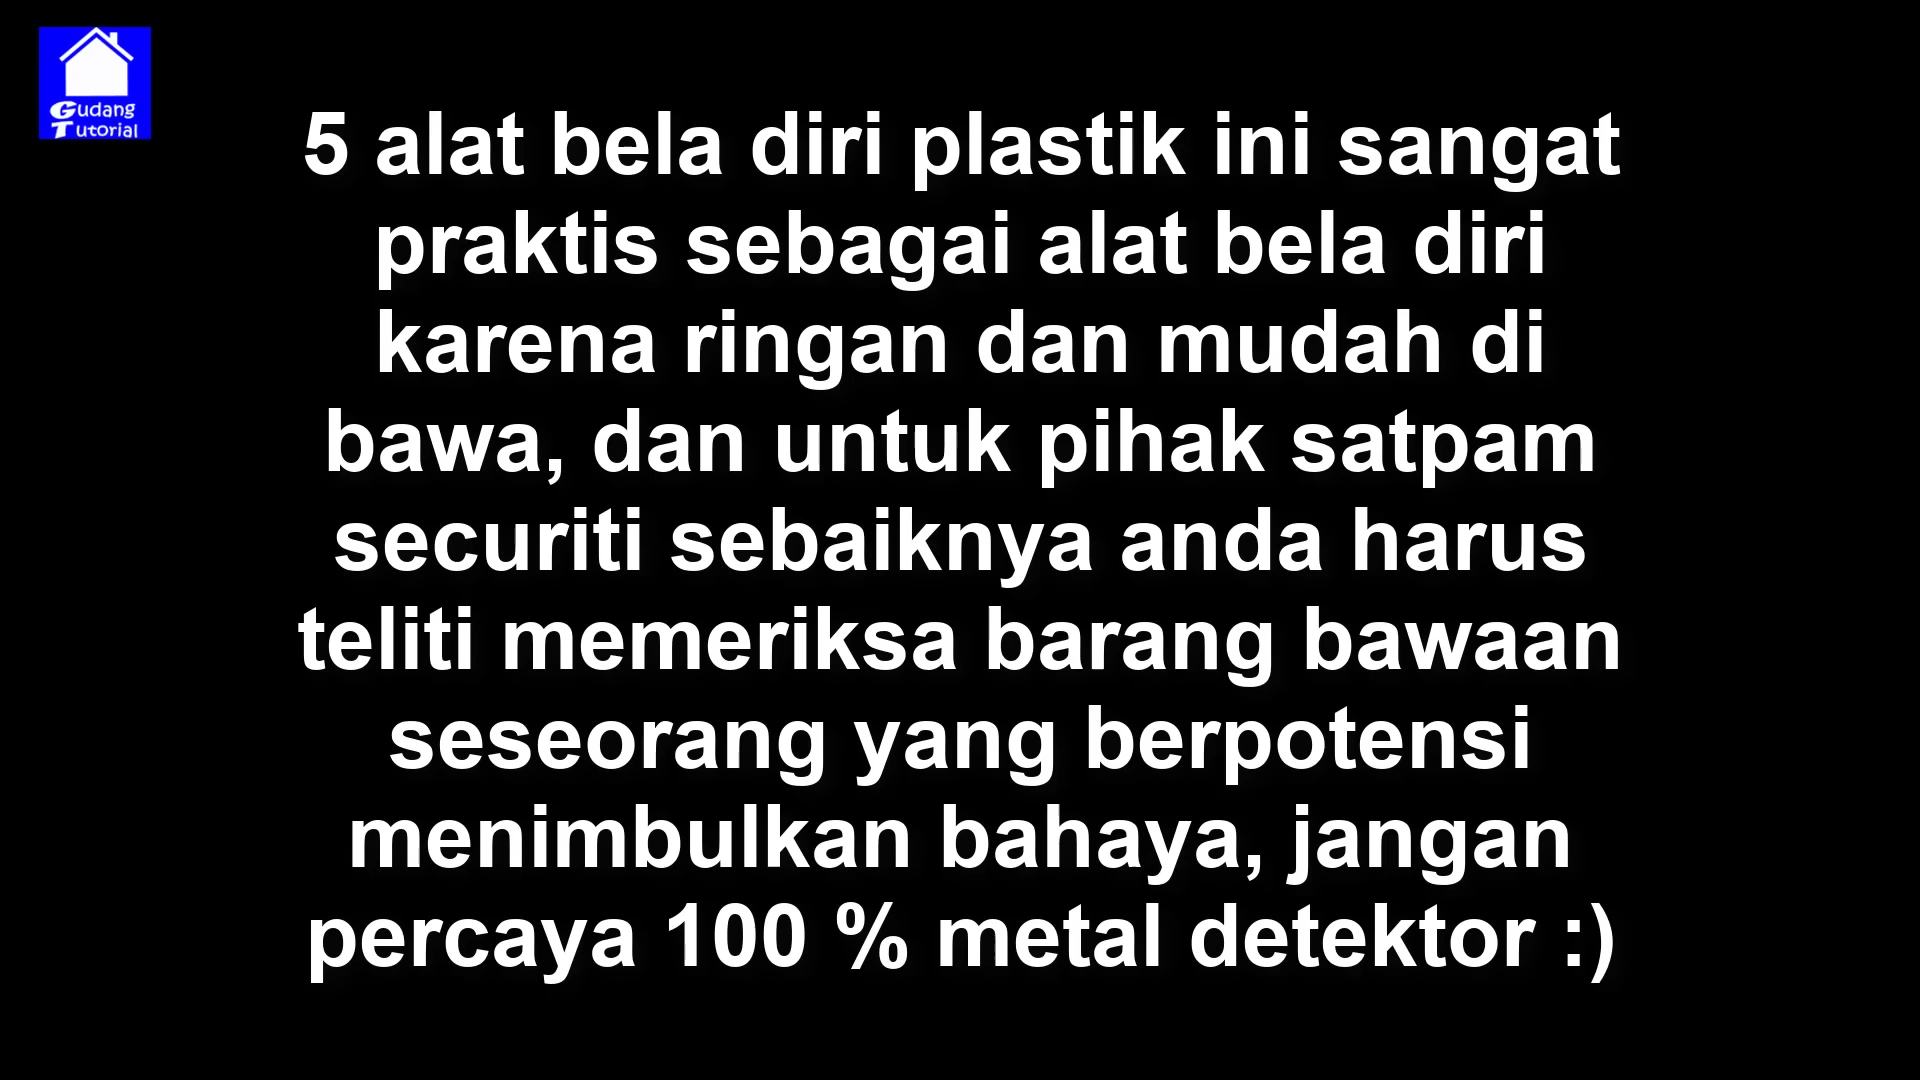 Gudang
Tutorial
5 alat bela diri plastik ini sangat
praktis sebagai alat bela diri
karena ringan dan mudah di
bawa, dan untuk pihak satpam
securiti sebaiknya anda harus
teliti memeriksa barang bawaan
seseorang yang berpotensi
menimbulkan bahaya, jangan
percaya 100 % metal detektor :)